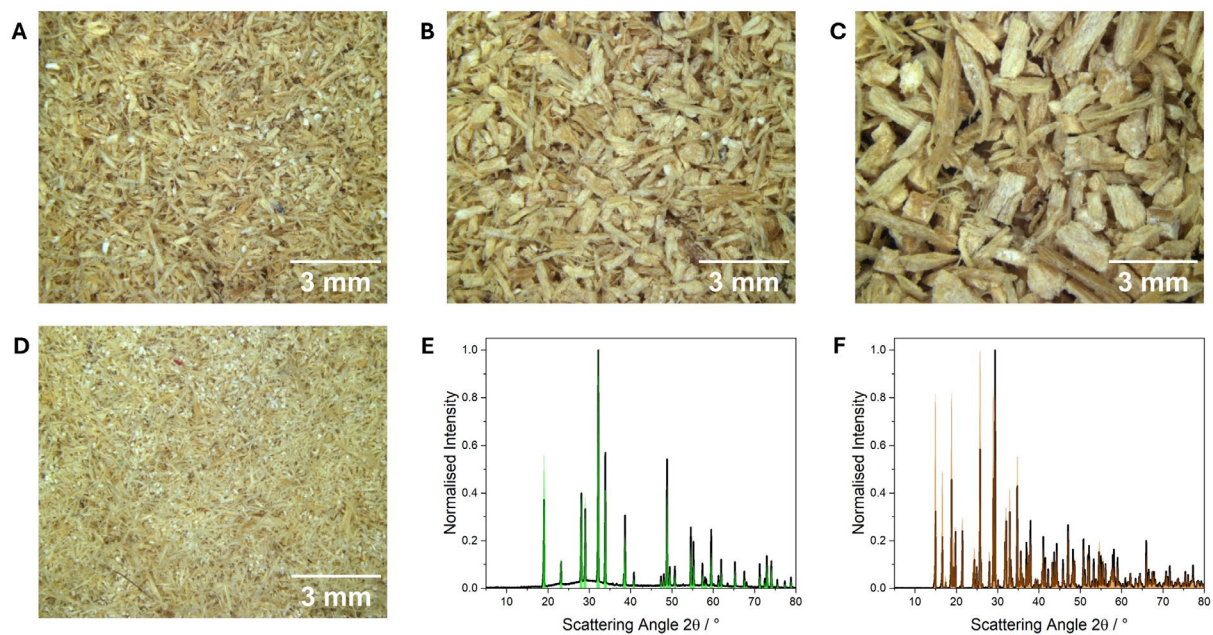 A
B
C
3 mm
3 mm
3 mm
D
E
F
3 mm
Normalised Intensity
1.0
0.8
0.6
0.4
0.2
0.0
10 20 30 40 50 60 70 80
Scattering Angle 2θ / °
Normalised Intensity
1.0
0.8
0.6
0.4
0.2
0.0
10 20 30 40 50 60 70 80
Scattering Angle 2θ / °